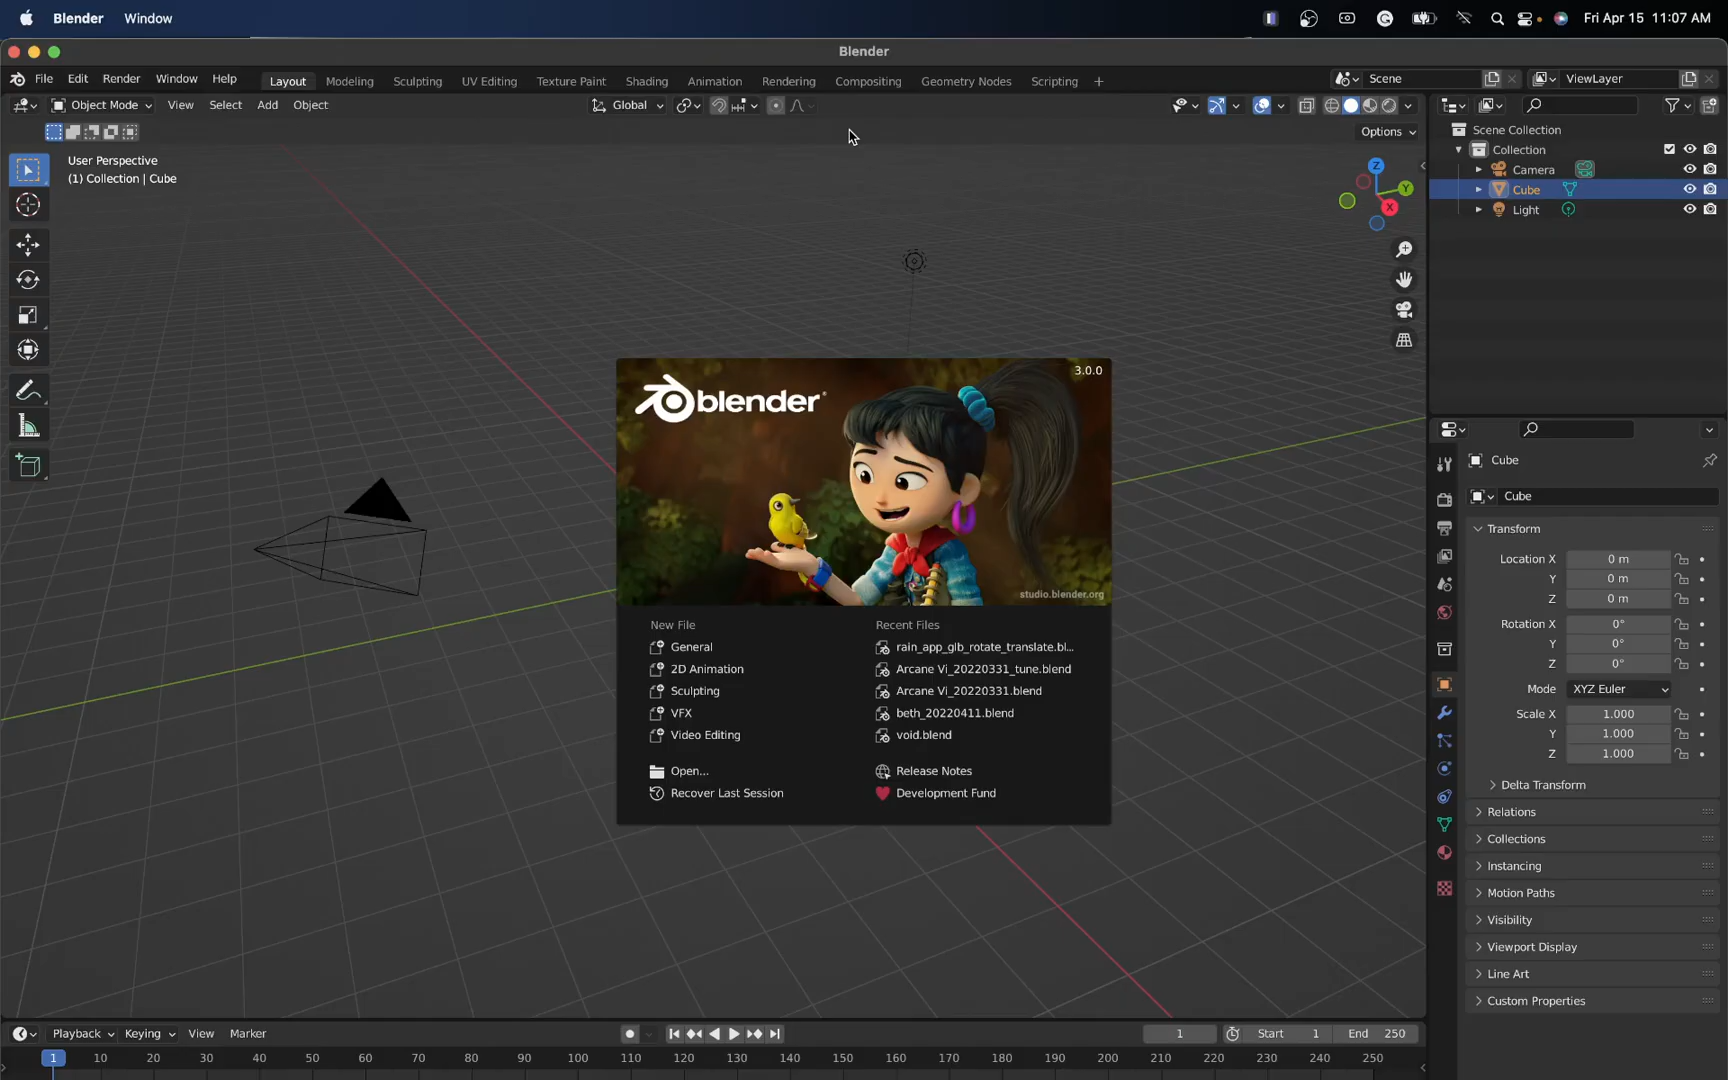 Blender Window Fri Apr 15 11:07 AM
Blender
File Edit Render Window Help Layout Modeling Sculpting UV Editing Texture Paint Shading Animation Rendering Compositing Geometry Nodes Scripting + Scene ViewLayer
Object Mode View Select Add Object Global
Options
User Perspective
(1) Collection | Cube
Z
Y
X
Scene Collection
Collection
Camera
Cube
Light
3.0.0
blender
studio.blender.org
New File
General
2D Animation
Sculpting
VFX
Video Editing
Open...
Recover Last Session
Recent Files
rain_app_glb_rotate_translate.bl...
Arcane Vi_20220331_tune.blend
Arcane Vi_20220331.blend
beth_20220411.blend
void.blend
Release Notes
Development Fund
Cube
Cube
Transform
Location X 0 m
Y 0 m
Z 0 m
Rotation X 0°
Y 0°
Z 0°
Mode XYZ Euler
Scale X 1.000
Y 1.000
Z 1.000
Delta Transform
Relations
Collections
Instancing
Motion Paths
Visibility
Viewport Display
Line Art
Custom Properties
Playback Keying View Marker 1 Start 1 End 250
1 10 20 30 40 50 60 70 80 90 100 110 120 130 140 150 160 170 180 190 200 210 220 230 240 250